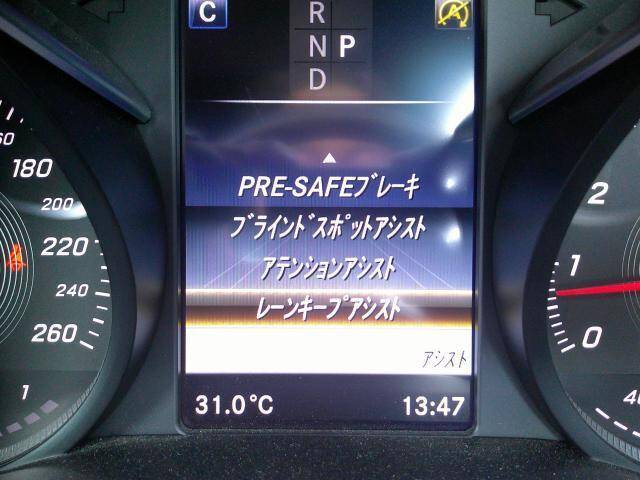 C
R
N P
D
PRE-SAFEブレーキ
ブラインドスポットアシスト
アテンションアシスト
レーンキープアシスト
アシスト
31.0°C 13:47
180
200
220
240
260
1
2
1
0